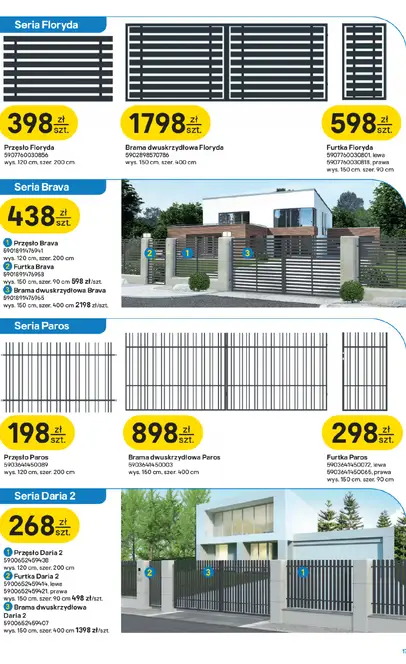 Seria Floryda
398 zł szt.
Przęsło Floryda
5907760030856
wys. 120 cm, szer. 200 cm
1798 zł szt.
Brama dwuskrzydłowa Floryda
5902898570786
wys. 150 cm, szer. 400 cm
598 zł szt.
Furtka Floryda
5907760030801, lewa
5907760030818, prawa
wys. 150 cm, szer. 90 cm
Seria Brava
438 zł szt.
1 Przęsło Brava
5901891476941
wys. 120 cm, szer. 200 cm
2 Furtka Brava
5901891476958
wys. 150 cm, szer. 90 cm 598 zł/szt.
3 Brama dwuskrzydłowa Brava
5901891476965
wys. 150 cm, szer. 400 cm 2198 zł/szt.
2
1
3
Seria Paros
198 zł szt.
Przęsło Paros
5903641450089
wys. 120 cm, szer. 200 cm
898 zł szt.
Brama dwuskrzydłowa Paros
5903641450003
wys. 150 cm, szer. 400 cm
298 zł szt.
Furtka Paros
5903641450072, lewa
5903641450065, prawa
wys. 150 cm, szer. 90 cm
Seria Daria 2
268 zł szt.
1 Przęsło Daria 2
5900652459438
wys. 120 cm, szer. 200 cm
2 Furtka Daria 2
5900652459414, lewa
5900652459421, prawa
wys. 150 cm, szer. 90 cm 498 zł/szt.
3 Brama dwuskrzydłowa
Daria 2
5900652459407
wys. 150 cm, szer. 400 cm 1398 zł/szt.
2
3
1